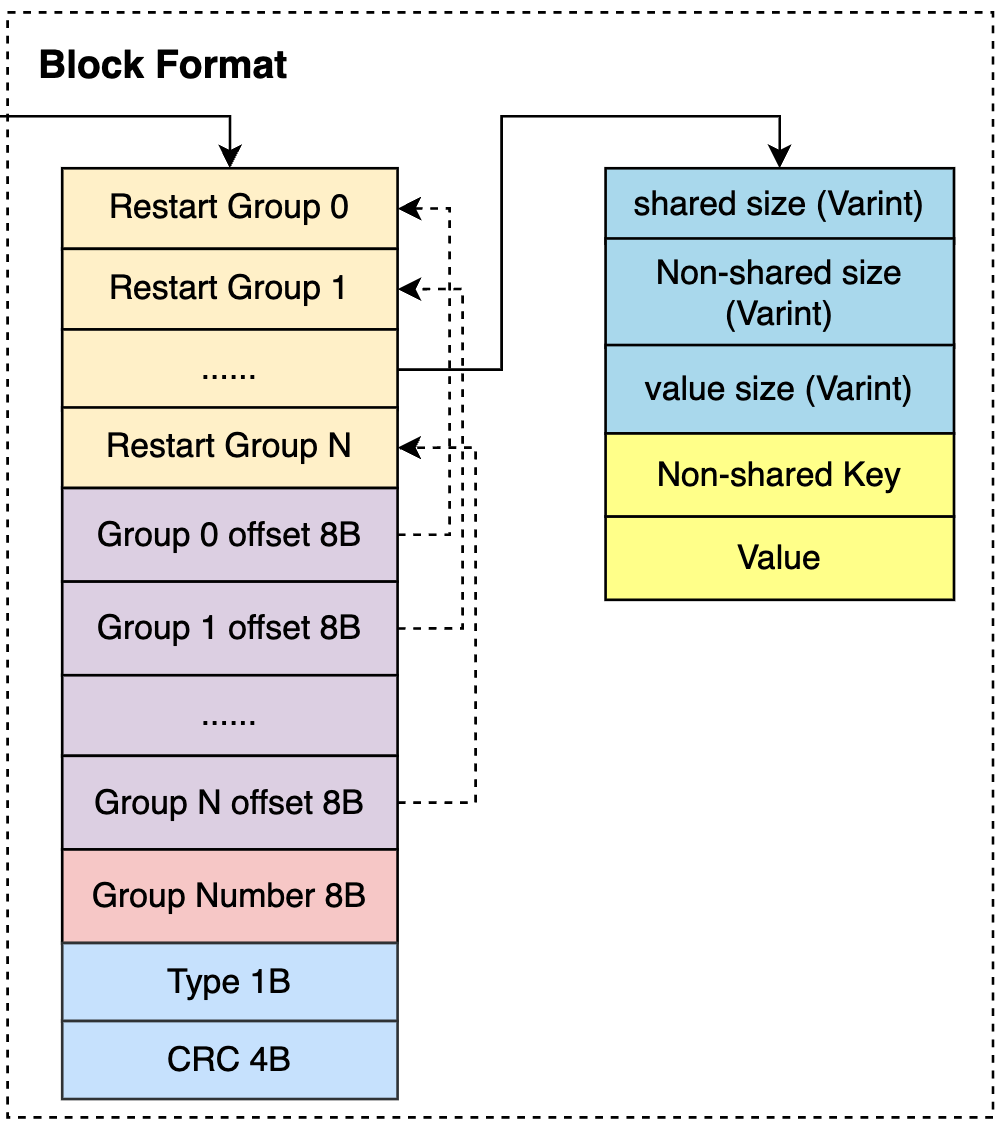 Block Format
Restart Group 0
Restart Group 1
......
Restart Group N
Group 0 offset 8B
Group 1 offset 8B
......
Group N offset 8B
Group Number 8B
Type 1B
CRC 4B
shared size (Varint)
Non-shared size
(Varint)
value size (Varint)
Non-shared Key
Value